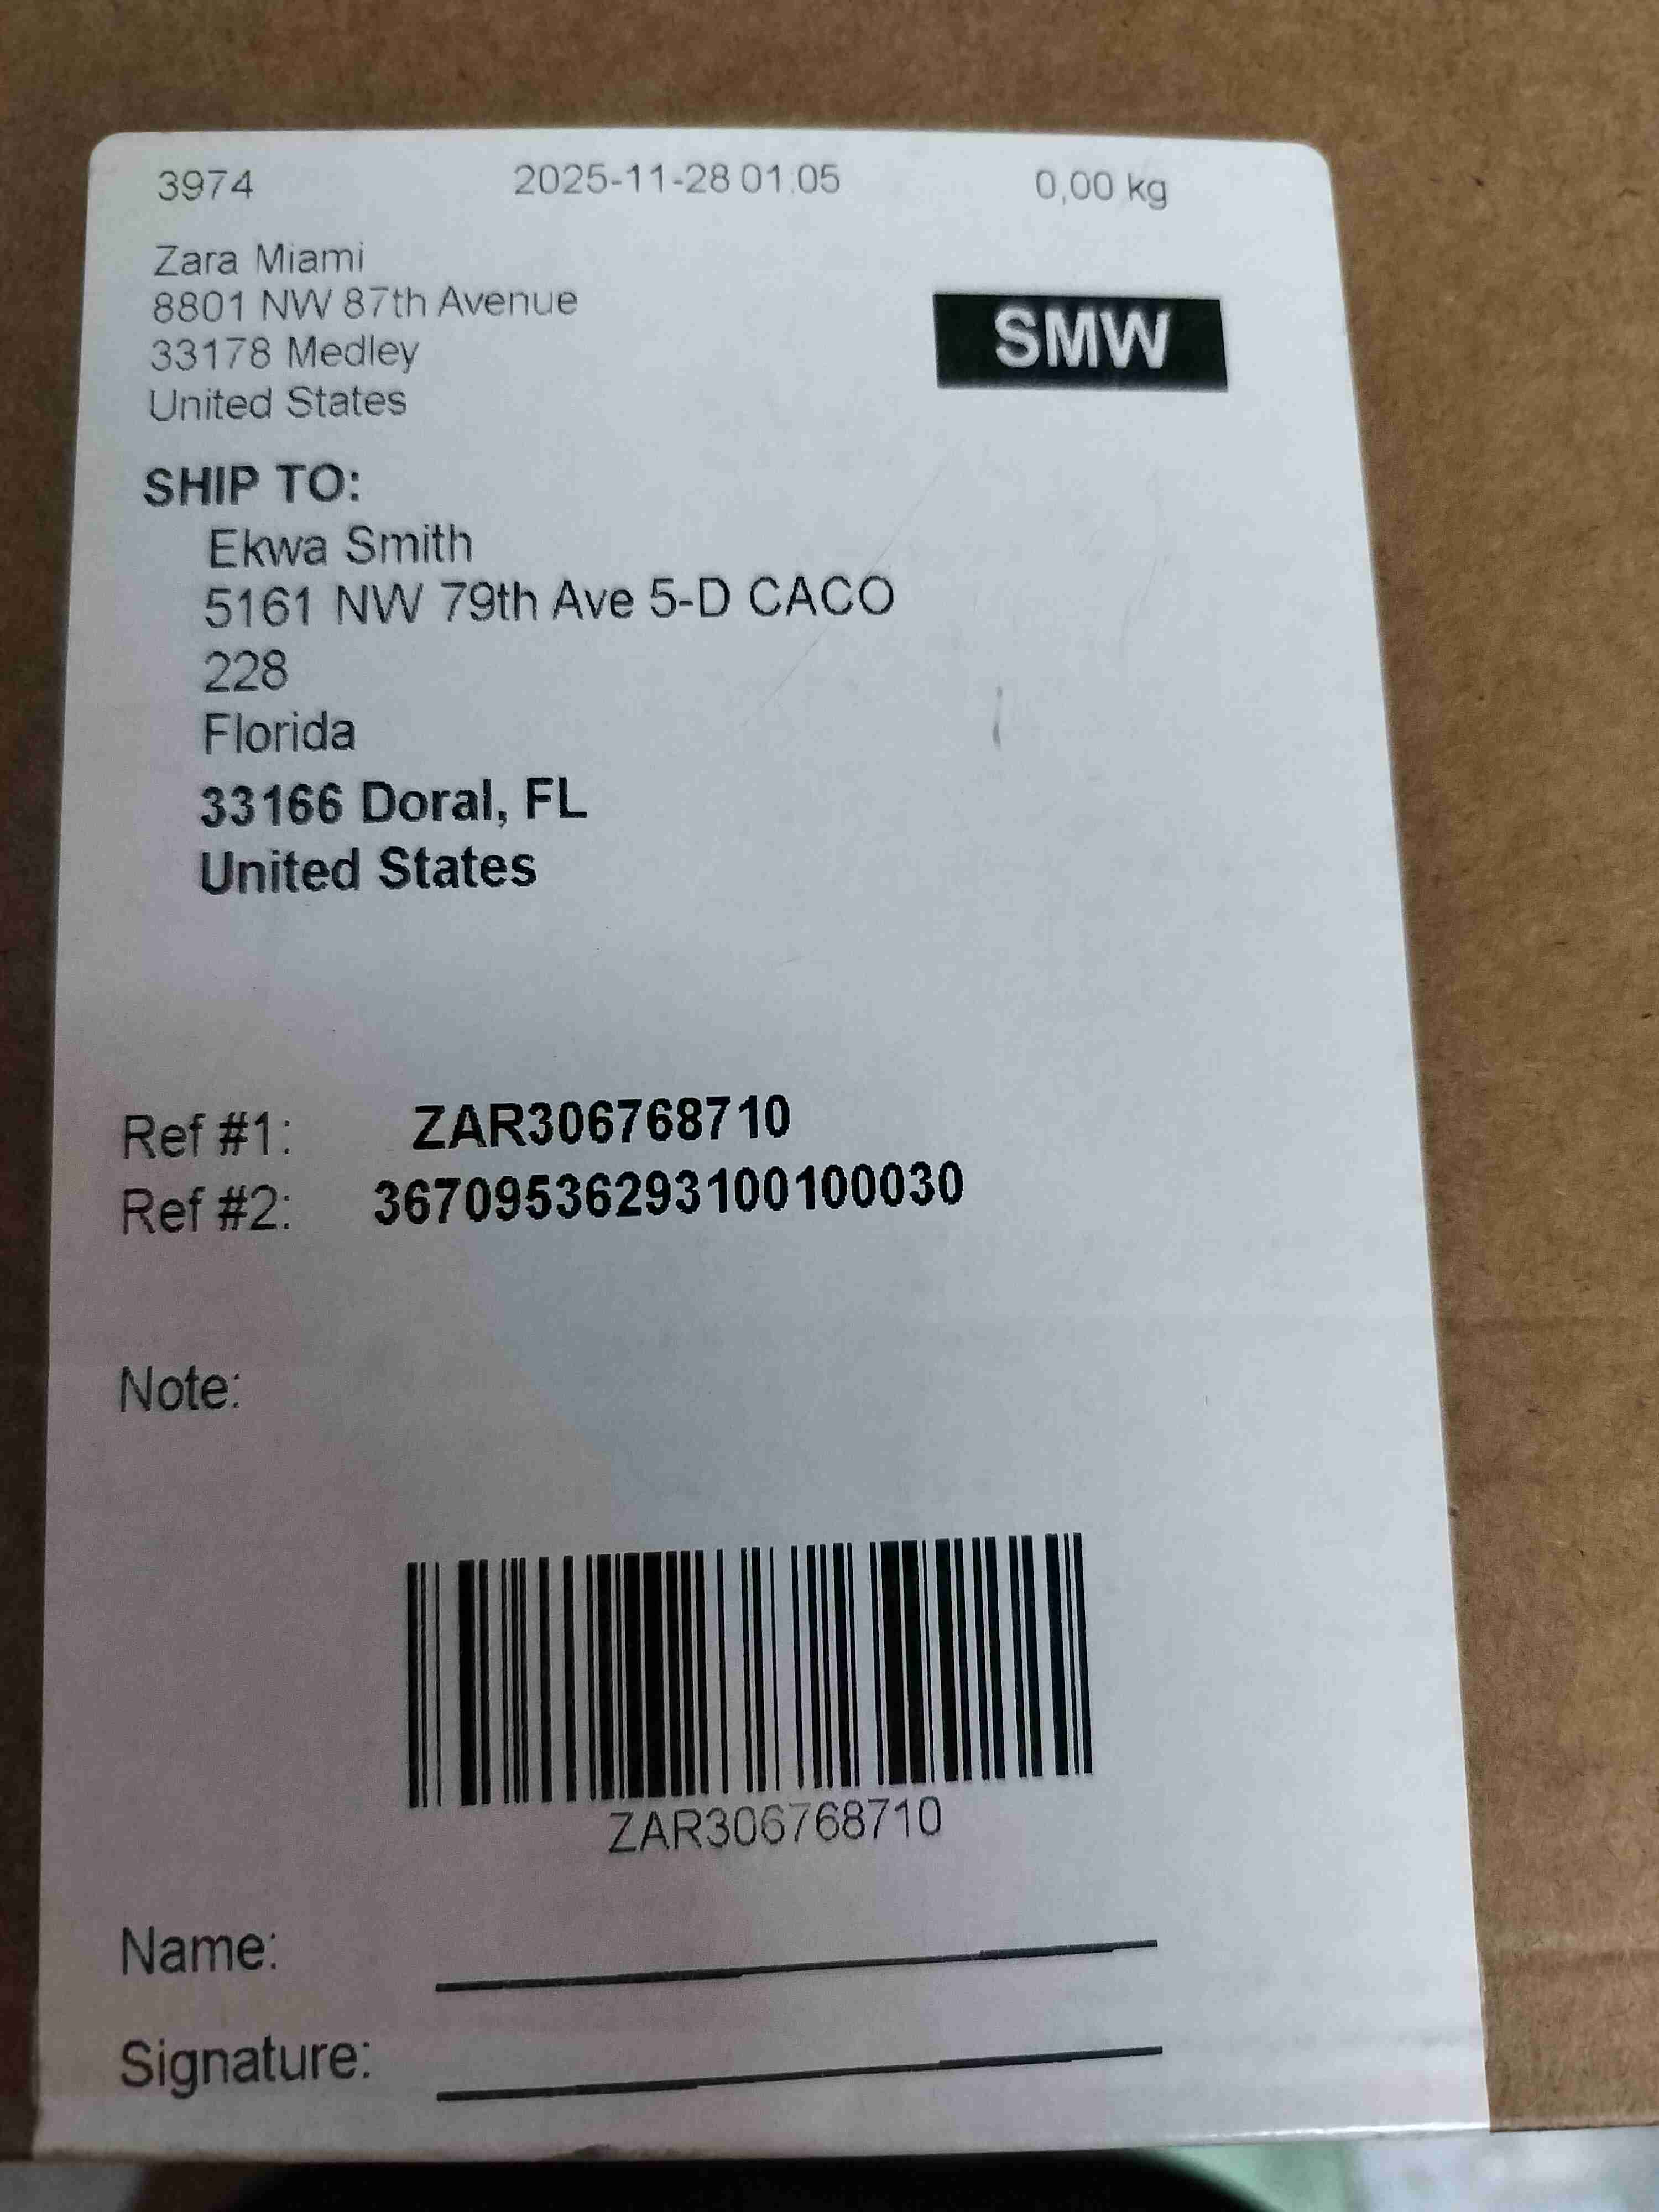 3974 2025-11-28 01.05 0,00 kg
Zara Miami
8801 NW 87th Avenue
33178 Medley
United States
SMW
SHIP TO:
Ekwa Smith
5161 NW 79th Ave 5-D CACO
228
Florida
33166 Doral, FL
United States
Ref #1: ZAR306768710
Ref #2: 36709536293100100030
Note:
ZAR306768710
Name:
Signature: